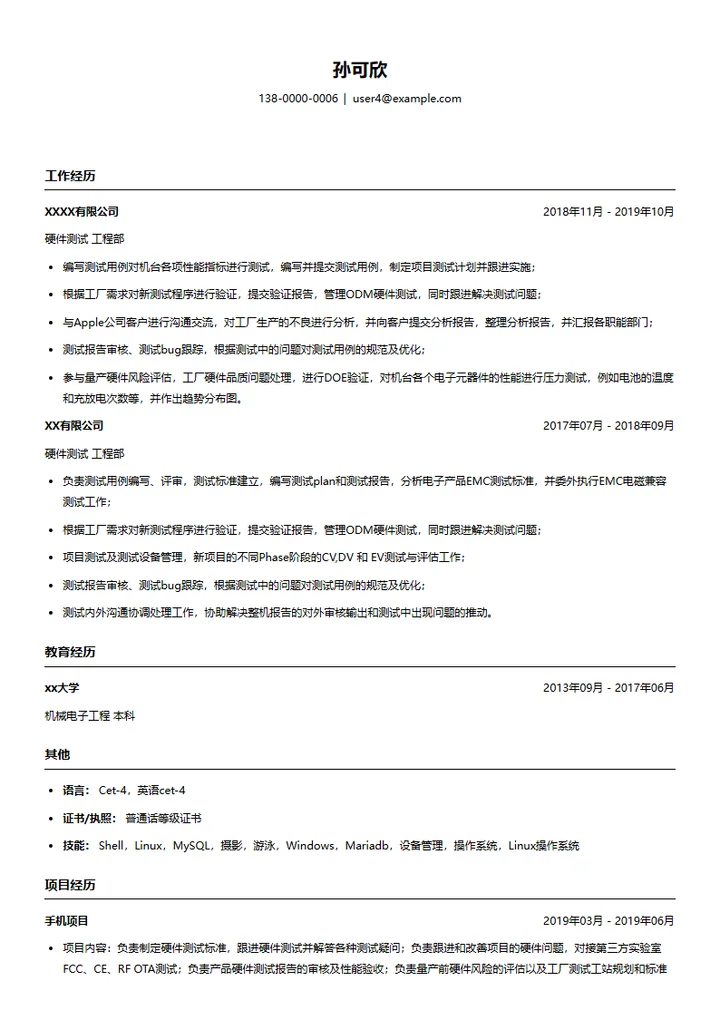 孙可欣
138-0000-0006 | user4@example.com
工作经历
XXXX有限公司 2018年11月 - 2019年10月
硬件测试 工程部
• 编写测试用例对机台各项性能指标进行测试，编写并提交测试用例，制定项目测试计划并跟进实施；
• 根据工厂需求对新测试程序进行验证，提交验证报告，管理ODM硬件测试，同时跟进解决测试问题；
• 与Apple公司客户进行沟通交流，对工厂生产的不良进行分析，并向客户提交分析报告，整理分析报告，并汇报各职能部门；
• 测试报告审核、测试bug跟踪，根据测试中的问题对测试用例的规范及优化；
• 参与量产硬件风险评估，工厂硬件品质问题处理，进行DOE验证，对机台各个电子元器件的性能进行压力测试，例如电池的温度
和充放电次数等，并作出趋势分布图。
XX有限公司 2017年07月 - 2018年09月
硬件测试 工程部
• 负责测试用例编写、评审，测试标准建立，编写测试plan和测试报告，分析电子产品EMC测试标准，并委外执行EMC电磁兼容
测试工作；
• 根据工厂需求对新测试程序进行验证，提交验证报告，管理ODM硬件测试，同时跟进解决测试问题；
• 项目测试及测试设备管理，新项目的不同Phase阶段的CV,DV 和 EV测试与评估工作；
• 测试报告审核、测试bug跟踪，根据测试中的问题对测试用例的规范及优化；
• 测试内外沟通协调处理工作，协助解决整机报告的对外审核输出和测试中出现问题的推动。
教育经历
xx大学 2013年09月 - 2017年06月
机械电子工程 本科
其他
• 语言： Cet-4，英语cet-4
• 证书/执照： 普通话等级证书
• 技能： Shell，Linux，MySQL，摄影，游泳，Windows，Mariadb，设备管理，操作系统，Linux操作系统
项目经历
手机项目 2019年03月 - 2019年06月
• 项目内容：负责制定硬件测试标准，跟进硬件测试并解答各种测试疑问；负责跟进和改善项目的硬件问题，对接第三方实验室
FCC、CE、RF OTA测试；负责产品硬件测试报告的审核及性能验收；负责量产前硬件风险的评估以及工厂测试工站规划和标准